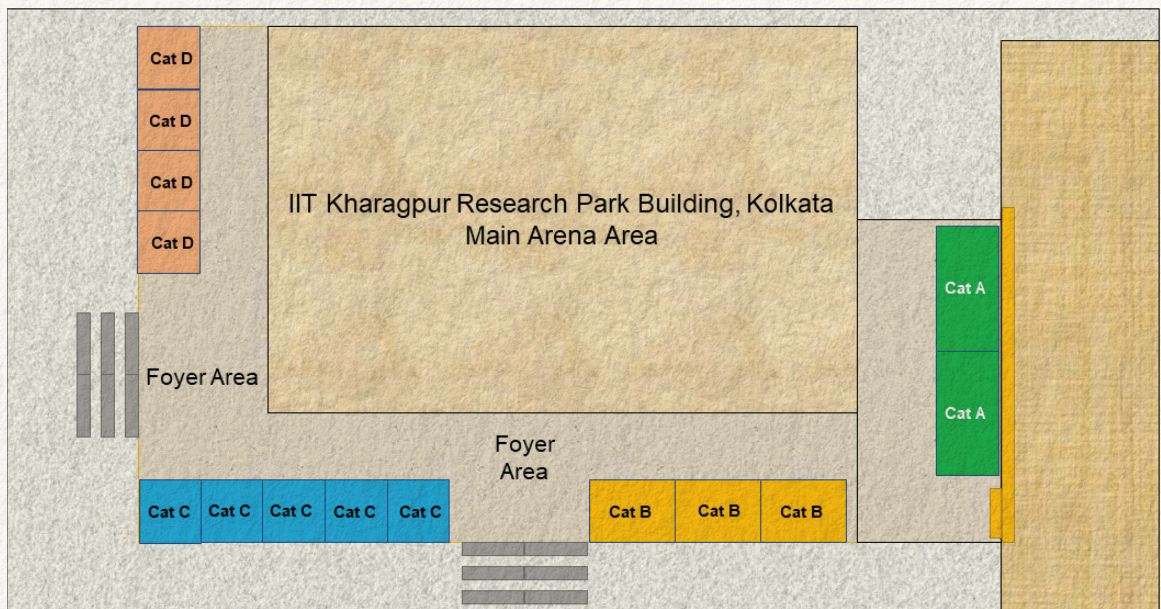 Cat D
Cat D
Cat D
Cat D
IIT Kharagpur Research Park Building, Kolkata
Main Arena Area
Cat A
Cat A
Foyer Area
Foyer
Area
Cat C
Cat C
Cat C
Cat C
Cat C
Cat B
Cat B
Cat B